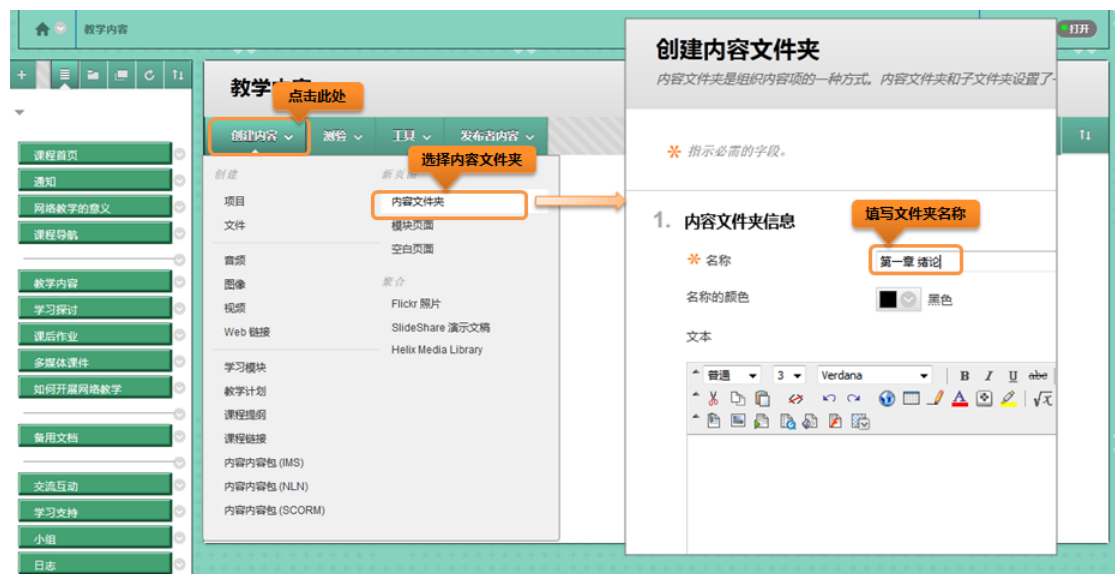 教学内容
打开
教学内容
点击此处
创建内容
测验
工具
发布者内容
选择内容文件夹
创建
项目
文件
音频
图像
视频
Web 链接
学习模块
教学计划
课程提纲
课程链接
内容内容包 (IMS)
内容内容包 (NLN)
内容内容包 (SCORM)
新页面
内容文件夹
模块页面
空白页面
聚合
Flickr 照片
SlideShare 演示文稿
Helix Media Library
课程首页
通知
网络教学的意义
课程导航
教学内容
学习探讨
课后作业
多媒体课件
如何开展网络教学
备用文档
交流互动
学习支持
小组
日志
创建内容文件夹
内容文件夹是组织内容项的一种方式。内容文件夹和子文件夹设置了一
指示必需的字段。
1. 内容文件夹信息
填写文件夹名称
名称
第一章 绪论
名称的颜色
黑色
文本
普通
3
Verdana
B I U abc